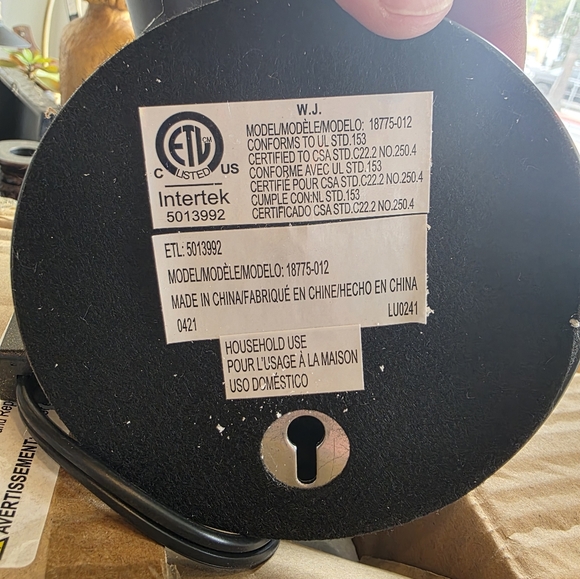 W.J.
ETL CM
LISTED
C US
Intertek
5013992
MODEL/MODÈLE/MODELO: 18775-012
CONFORMS TO UL STD.153
CERTIFIED TO CSA STD.C22.2 NO.250.4
CONFORME AVEC UL STD.153
CERTIFIÉ POUR CSA STD.C22.2 NO.250.4
CUMPLE CON:NL STD.153
CERTIFICADO CSA STD.C22.2 NO.250.4
ETL: 5013992
MODEL/MODÈLE/MODELO: 18775-012
MADE IN CHINA/FABRIQUÉ EN CHINE/HECHO EN CHINA
0421 LU0241
HOUSEHOLD USE
POUR L'USAGE À LA MAISON
USO DOMÉSTICO
AVERTISSEMENT